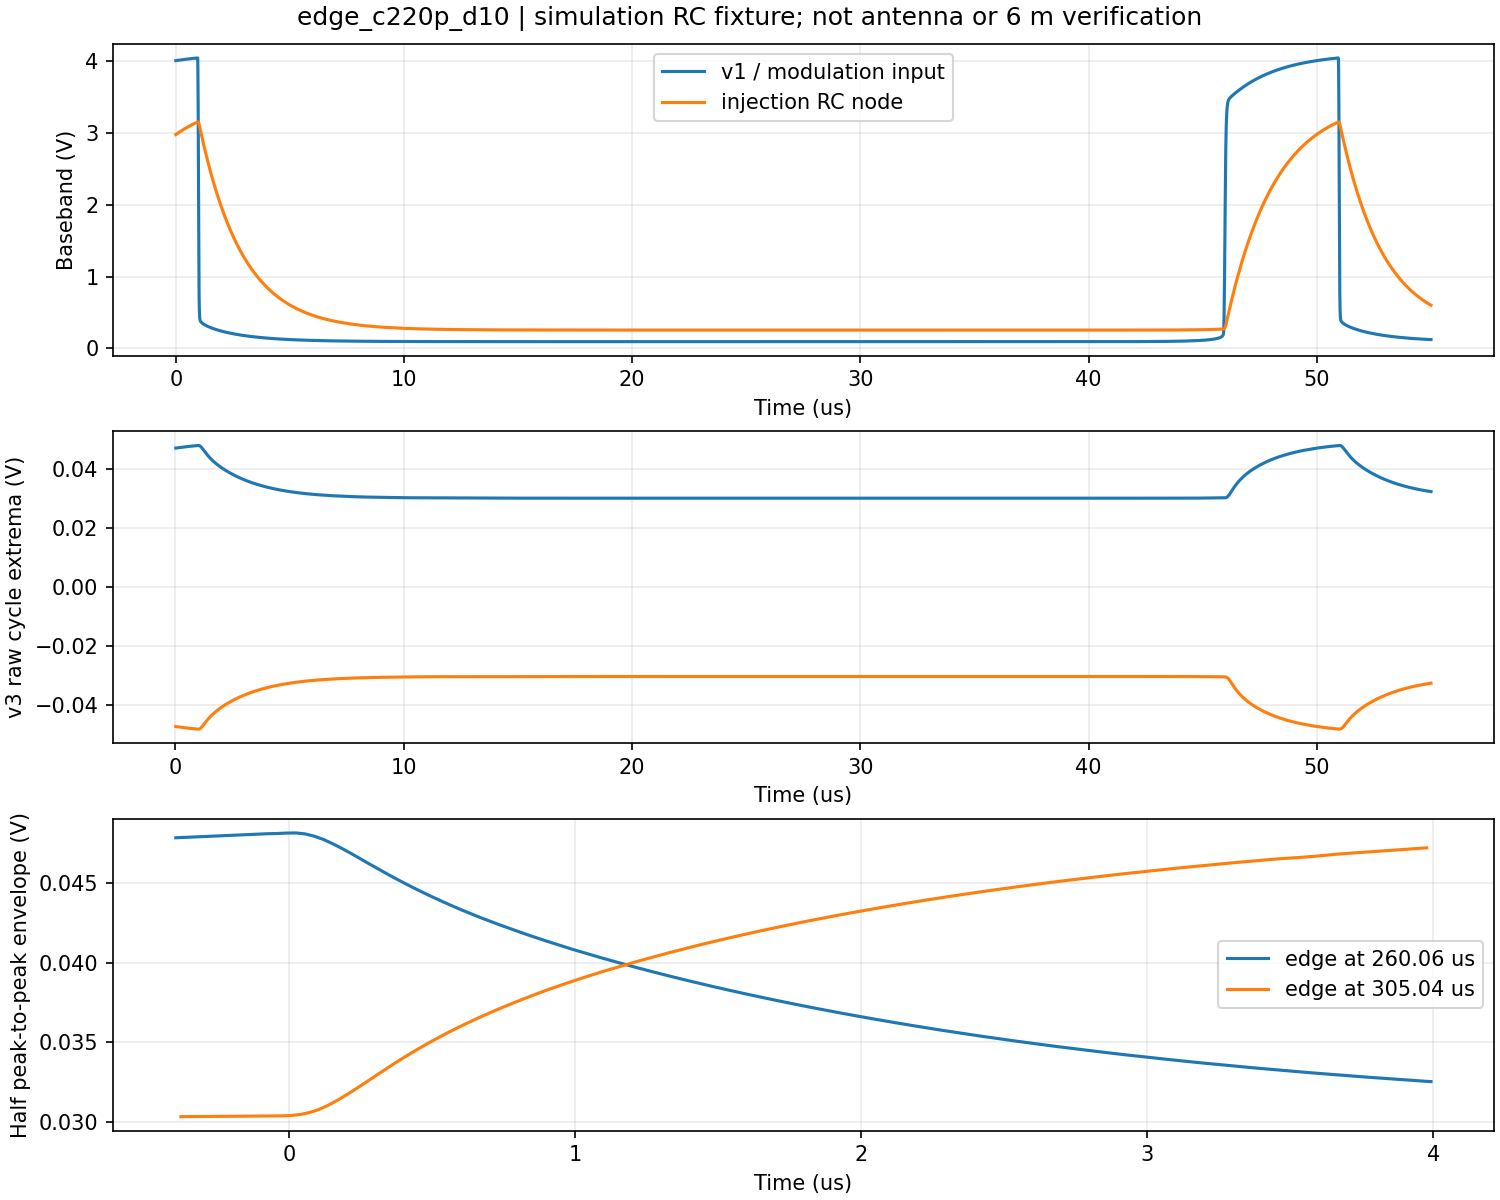 edge_c220p_d10 | simulation RC fixture; not antenna or 6 m verification
Baseband (V)
4
3
2
1
0
v1 / modulation input
injection RC node
0 10 20 30 40 50
Time (us)
v3 raw cycle extrema (V)
0.04
0.02
0.00
−0.02
−0.04
0 10 20 30 40 50
Time (us)
Half peak-to-peak envelope (V)
0.045
0.040
0.035
0.030
edge at 260.06 us
edge at 305.04 us
0 1 2 3 4
Time (us)